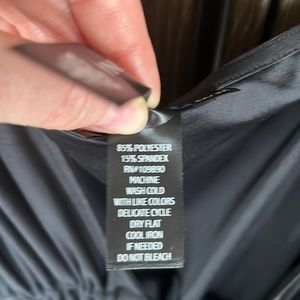 85% POLYESTER
15% SPANDEX
RN#109890
MACHINE
WASH COLD
WITH LIKE COLORS
DELICATE CYCLE
DRY FLAT
COOL IRON
IF NEEDED
DO NOT BLEACH